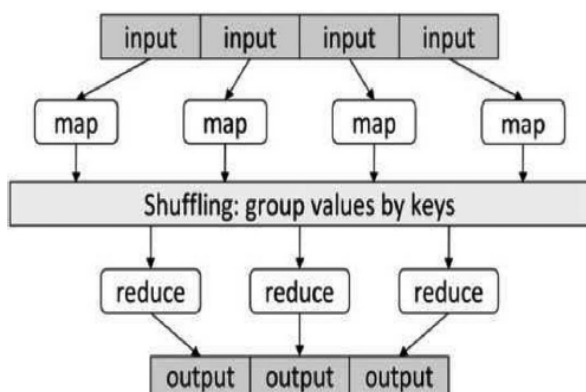 input input input input
map map map map
Shuffling: group values by keys
reduce reduce reduce
output output output